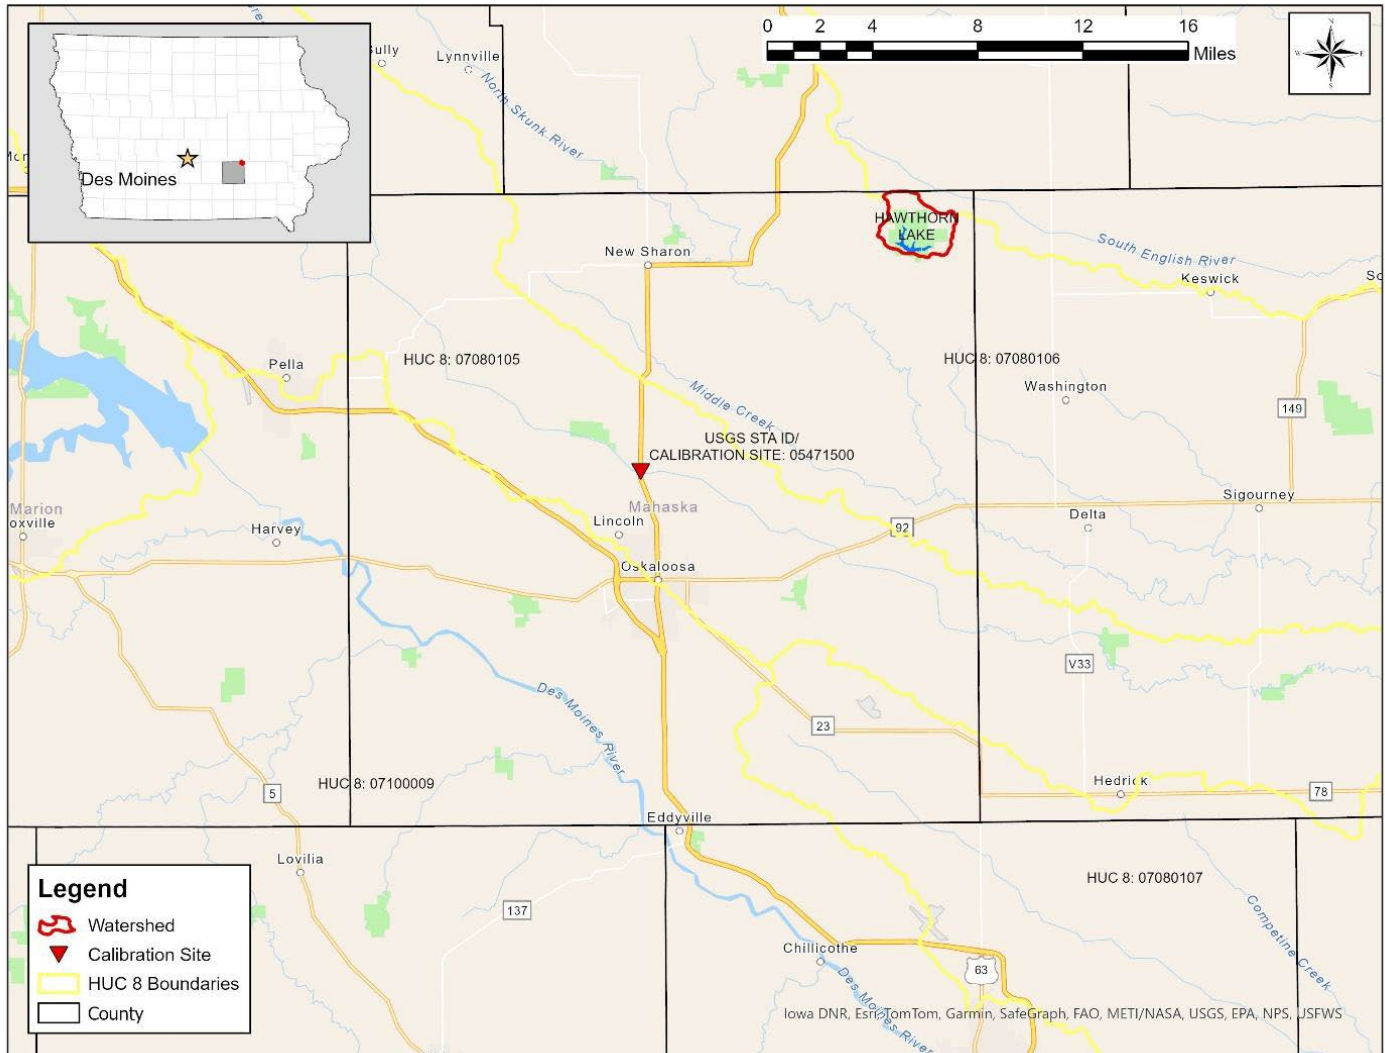 0 2 4 8 12 16
Miles
N
W E
S
Des Moines
Sully
Lynnville
North Skunk River
HAWTHORN
LAKE
New Sharon
South English River
Keswick
Pella
HUC 8: 07080105
HUC 8: 07080106
Washington
Middle Creek
149
USGS STA ID/
CALIBRATION SITE: 05471500
Marion
oxville
Mahaska
Sigourney
Harvey
Lincoln
92
Delta
Oskaloosa
V33
Des Moines River
23
HUC 8: 07100009
5
Hedrick
78
Eddyville
Lovilia
HUC 8: 07080107
137
Competine Creek
Chillicothe
63
Des Moines River
Legend
Watershed
Calibration Site
HUC 8 Boundaries
County
Iowa DNR, Esri, TomTom, Garmin, SafeGraph, FAO, METI/NASA, USGS, EPA, NPS, USFWS